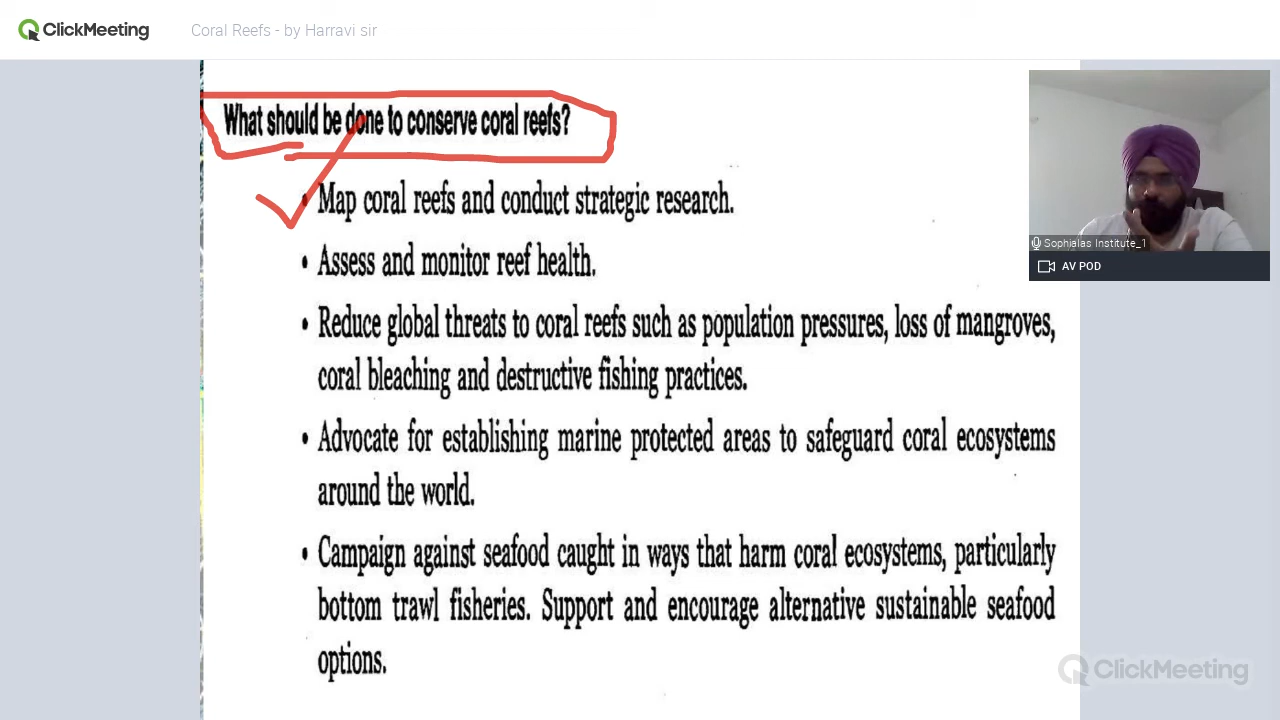 ClickMeeting
Coral Reefs - by Harravi sir
What should be done to conserve coral reefs?
• Map coral reefs and conduct strategic research.
• Assess and monitor reef health.
• Reduce global threats to coral reefs such as population pressures, loss of mangroves,
coral bleaching and destructive fishing practices.
• Advocate for establishing marine protected areas to safeguard coral ecosystems
around the world.
• Campaign against seafood caught in ways that harm coral ecosystems, particularly
bottom trawl fisheries. Support and encourage alternative sustainable seafood
options.
Sophialas Institute_1
AV POD
ClickMeeting